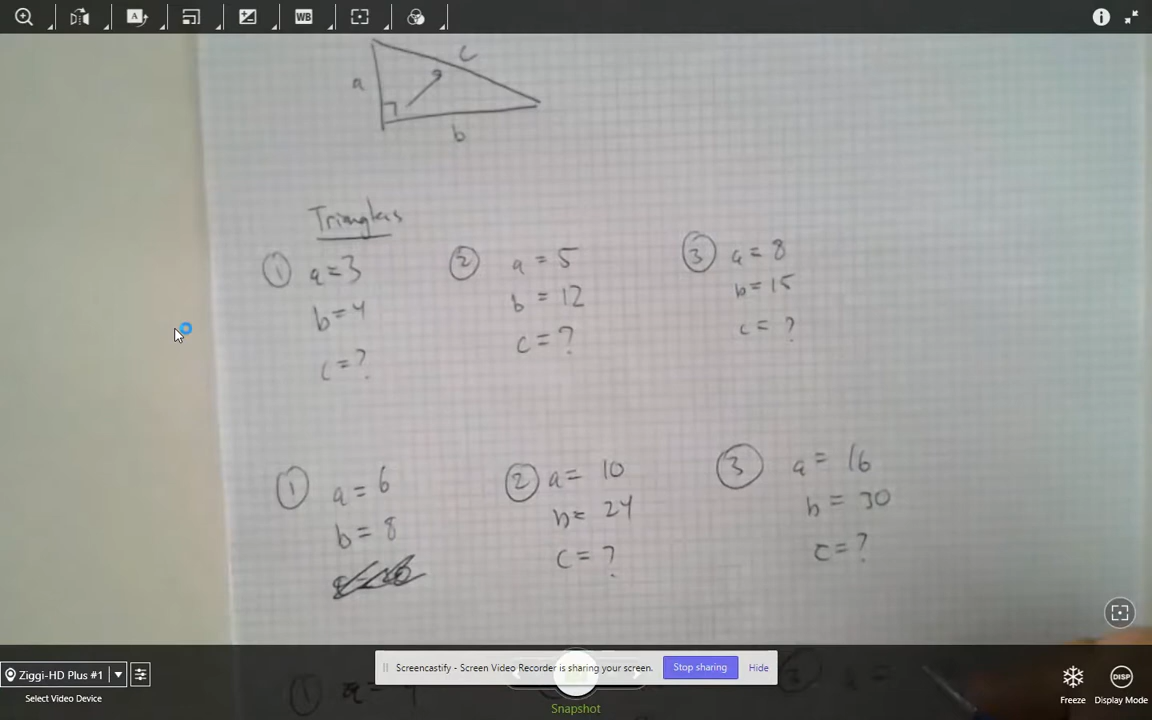 A
WB
i
c
a
b
Triangles
1 a=3
b=4
c=?
2 a = 5
b = 12
c = ?
3 a = 8
b = 15
c = ?
1 a = 6
b = 8
2 a = 10
b = 24
c = ?
3 a = 16
b = 30
c = ?
Screencastify - Screen Video Recorder is sharing your screen.
Stop sharing
Hide
Ziggi-HD Plus #1
Select Video Device
1
a =
Snapshot
Freeze
DISP
Display Mode